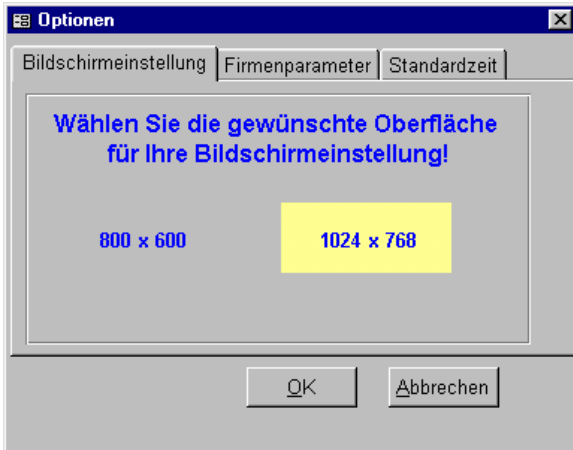 Optionen
Bildschirmeinstellung Firmenparameter Standardzeit
Wählen Sie die gewünschte Oberfläche
für Ihre Bildschirmeinstellung!
800 x 600 1024 x 768
OK Abbrechen